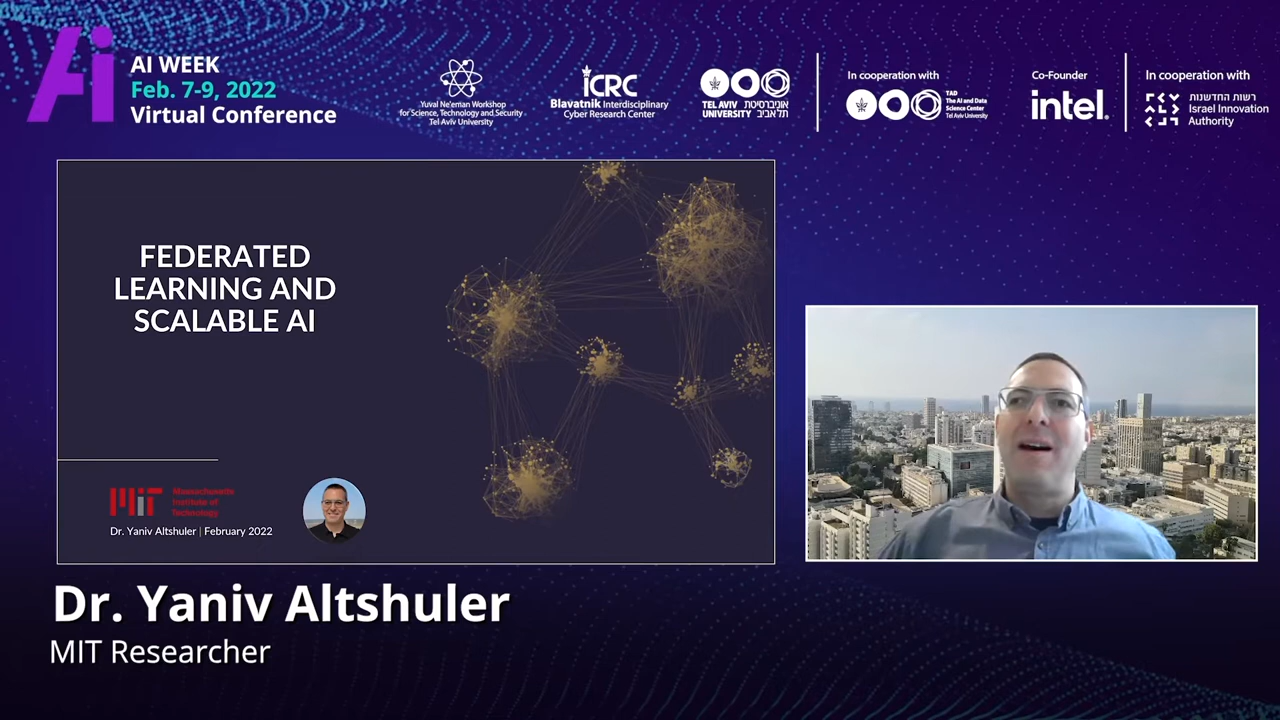 Ai
AI WEEK
Feb. 7-9, 2022
Virtual Conference
Yuval Ne'eman Workshop
for Science, Technology and Security
Tel Aviv University
iCRC
Blavatnik Interdisciplinary
Cyber Research Center
TEL AVIV אוניברסיטת
UNIVERSITY תל אביב
In cooperation with
TAD
The AI and Data
Science Center
Tel Aviv University
Co-Founder
intel.
In cooperation with
רשות החדשנות
Israel Innovation
Authority
FEDERATED
LEARNING AND
SCALABLE AI
MIT
Massachusetts
Institute of
Technology
Dr. Yaniv Altshuler | February 2022
Dr. Yaniv Altshuler
MIT Researcher